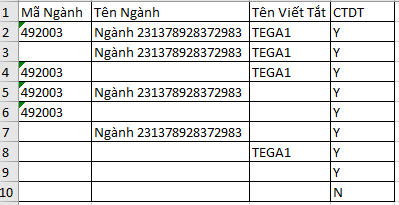 1 Mã Ngành Tên Ngành Tên Viết Tắt CTDT
2 492003 Ngành 231378928372983 TEGA1 Y
3 Ngành 231378928372983 TEGA1 Y
4 492003 TEGA1 Y
5 492003 Ngành 231378928372983 Y
6 492003 Y
7 Ngành 231378928372983 Y
8 TEGA1 Y
9 Y
10 N